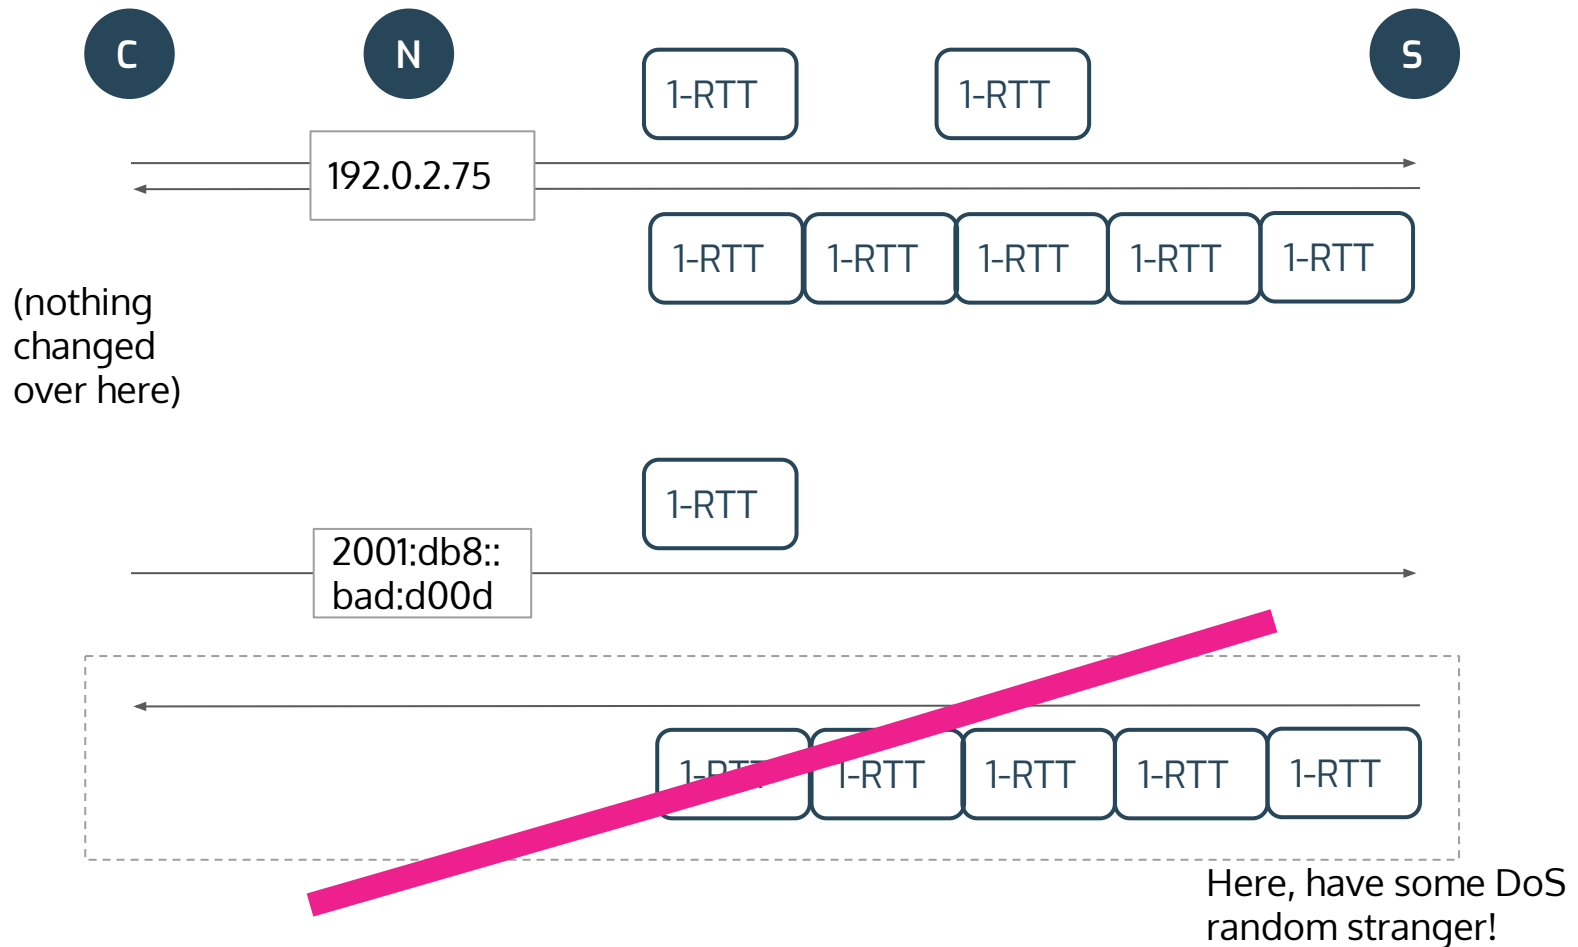 C
N
S
1-RTT
1-RTT
192.0.2.75
1-RTT
1-RTT
1-RTT
1-RTT
1-RTT
(nothing
changed
over here)
1-RTT
2001:db8::
bad:d00d
1-RTT
1-RTT
1-RTT
1-RTT
1-RTT
Here, have some DoS
random stranger!